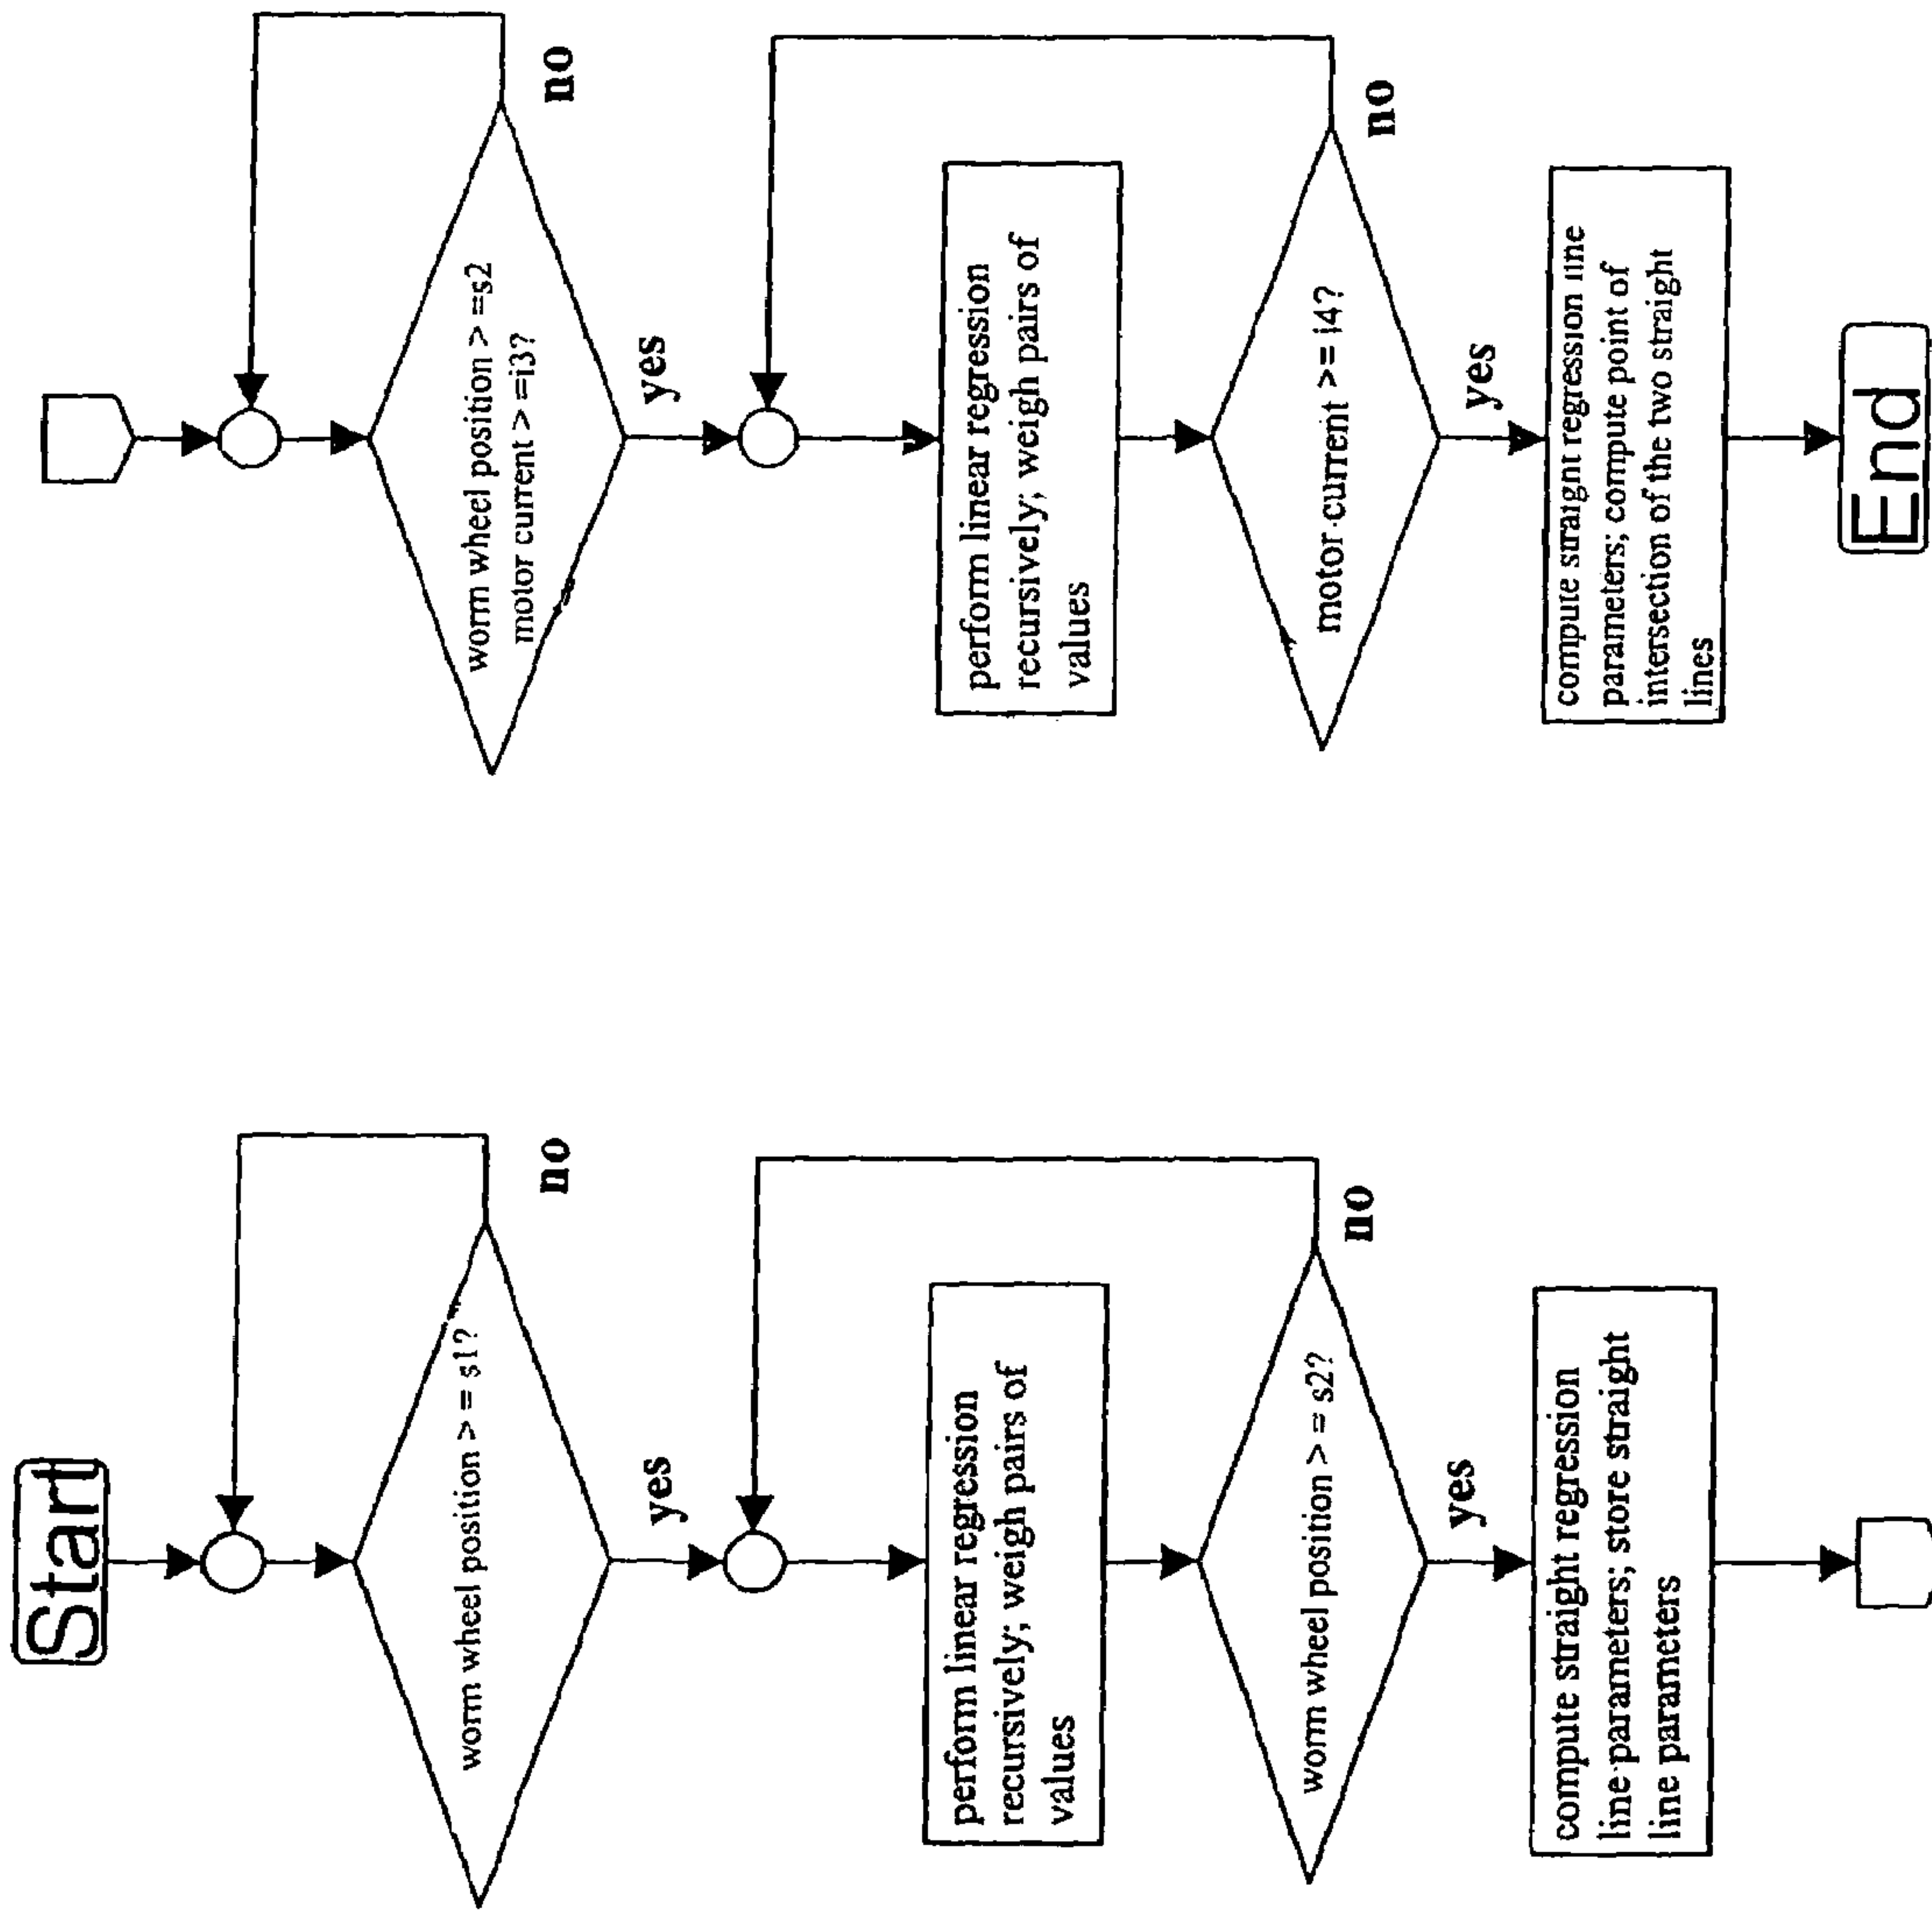 Start
worm wheel position > = s1?
no
yes
perform linear regression
recursively; weigh pairs of
values
worm wheel position > = s2?
no
yes
compute straight regression
line parameters; store straight
line parameters
worm wheel position > =s2
motor current > =i3?
no
yes
perform linear regression
recursively; weigh pairs of
values
motor current >= i4?
no
yes
compute straight regression line
parameters; compute point of
intersection of the two straight
lines
End